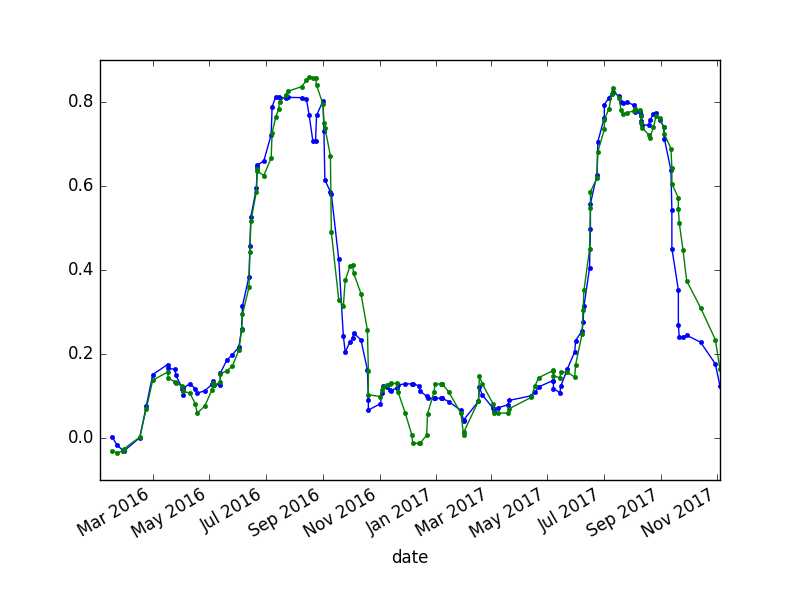 0.8
0.6
0.4
0.2
0.0
Mar 2016
May 2016
Jul 2016
Sep 2016
Nov 2016
Jan 2017
Mar 2017
May 2017
Jul 2017
Sep 2017
Nov 2017
date